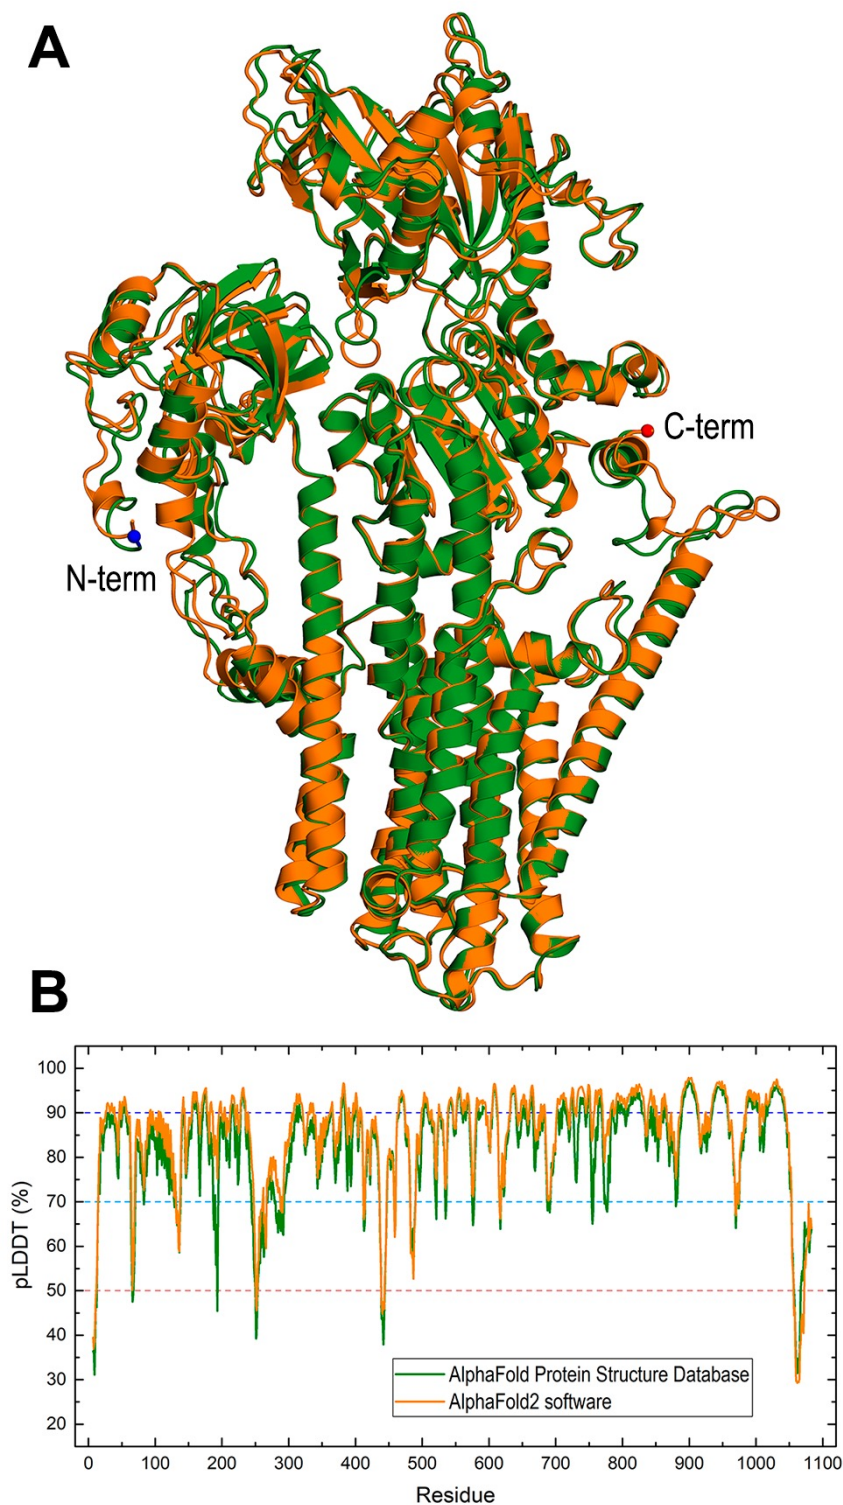 A
C-term
N-term
B
100
90
80
70
60
50
40
30
20
pLDDT (%)
AlphaFold Protein Structure Database
AlphaFold2 software
0 100 200 300 400 500 600 700 800 900 1000 1100
Residue